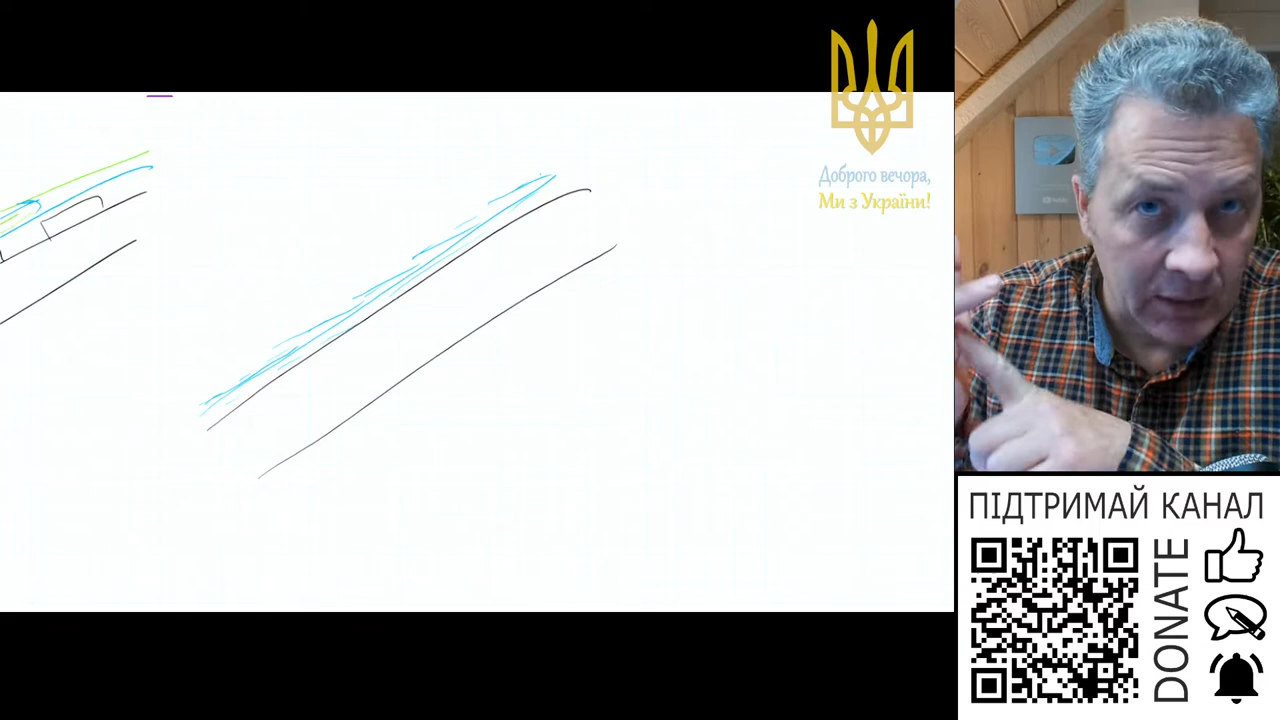 Доброго вечора,
Ми з України!
ПІДТРИМАЙ КАНАЛ
DONATE